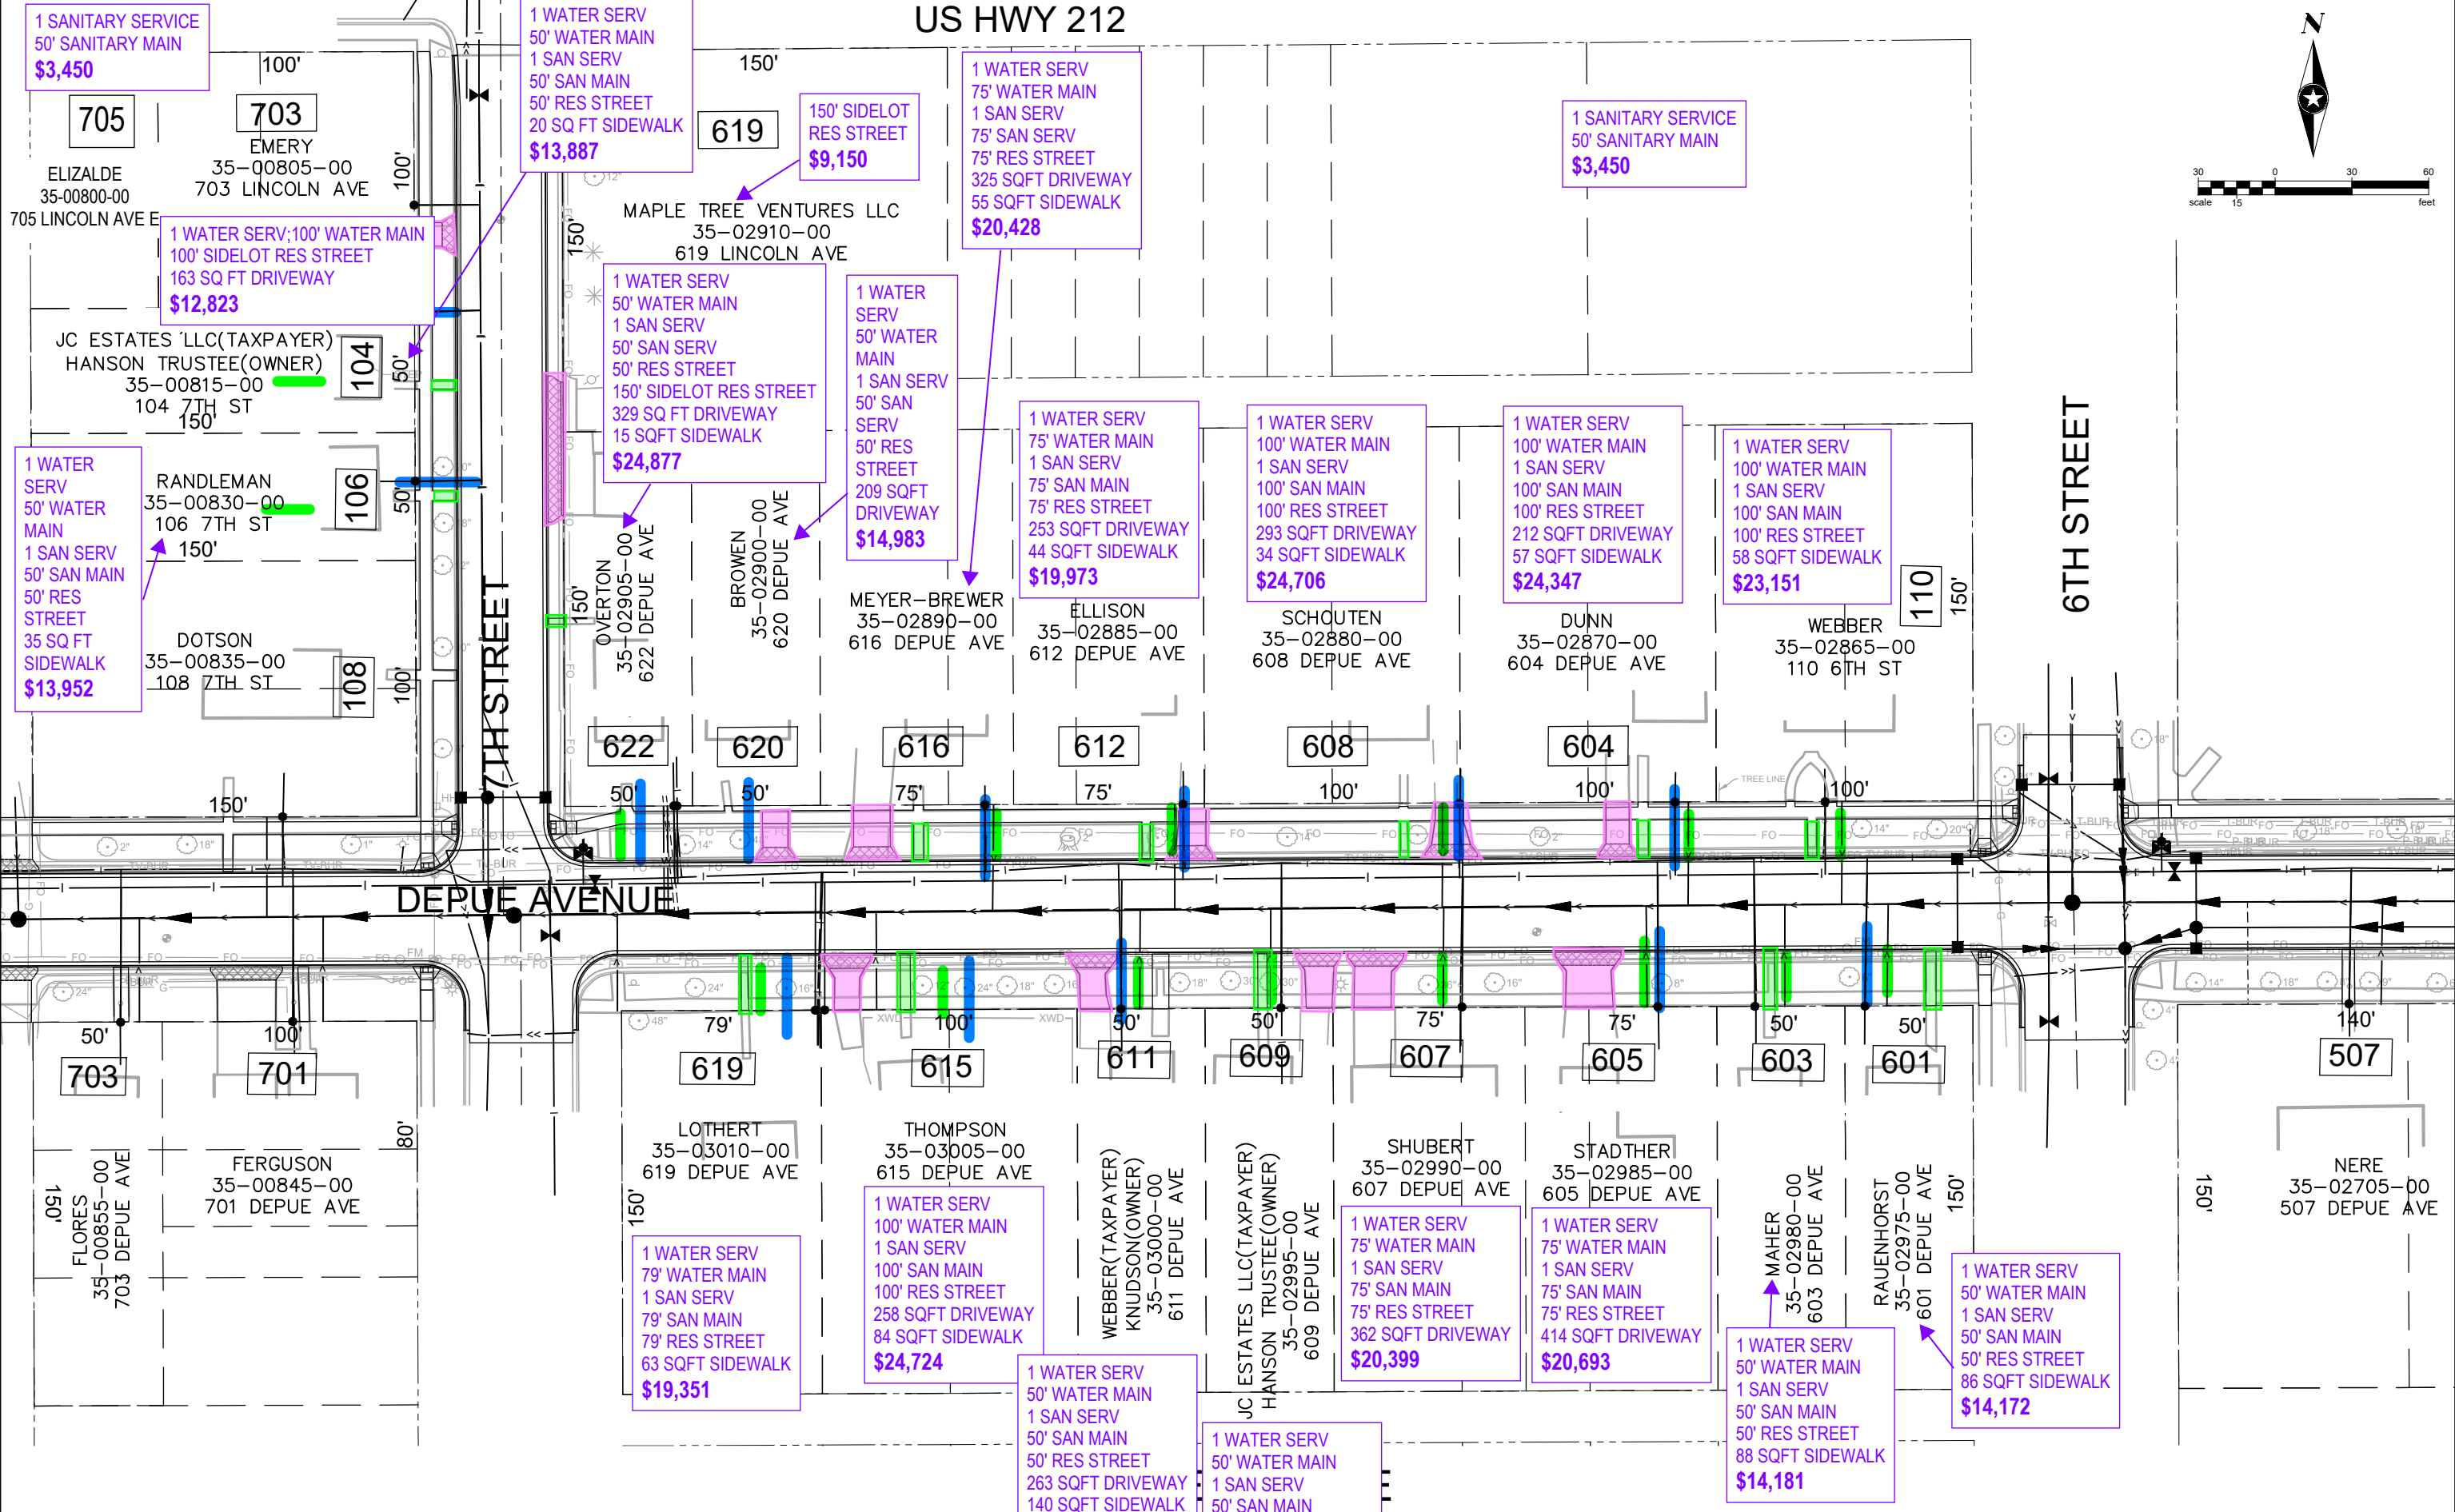 US HWY 212
1 SANITARY SERVICE
50' SANITARY MAIN
$3,450
100'
705
703
EMERY
35-00805-00
703 LINCOLN AVE
ELIZALDE
35-00800-00
705 LINCOLN AVE E
100'
1 WATER SERV
50' WATER MAIN
1 SAN SERV
50' SAN MAIN
50' RES STREET
20 SQ FT SIDEWALK
$13,887
150'
619
150' SIDELOT
RES STREET
$9,150
MAPLE TREE VENTURES LLC
35-02910-00
619 LINCOLN AVE
150'
1 WATER SERV
75' WATER MAIN
1 SAN SERV
75' SAN SERV
75' RES STREET
325 SQFT DRIVEWAY
55 SQFT SIDEWALK
$20,428
1 SANITARY SERVICE
50' SANITARY MAIN
$3,450
N
30
0
30
60
scale
15
feet
1 WATER SERV;100' WATER MAIN
100' SIDELOT RES STREET
163 SQ FT DRIVEWAY
$12,823
JC ESTATES LLC(TAXPAYER)
HANSON TRUSTEE(OWNER)
35-00815-00
104 7TH ST
150'
104
50'
1 WATER
SERV
50' WATER
MAIN
1 SAN SERV
50' SAN MAIN
50' RES
STREET
35 SQ FT
SIDEWALK
$13,952
RANDLEMAN
35-00830-00
106 7TH ST
150'
106
50'
DOTSON
35-00835-00
108 7TH ST
108
100'
7TH STREET
1 WATER SERV
50' WATER MAIN
1 SAN SERV
50' SAN SERV
50' RES STREET
150' SIDELOT RES STREET
329 SQ FT DRIVEWAY
15 SQFT SIDEWALK
$24,877
150'
OVERTON
35-02905-00
622 DEPUE AVE
BROWEN
35-02900-00
620 DEPUE AVE
1 WATER
SERV
50' WATER
MAIN
1 SAN SERV
50' SAN
SERV
50' RES
STREET
209 SQFT
DRIVEWAY
$14,983
MEYER-BREWER
35-02890-00
616 DEPUE AVE
1 WATER SERV
75' WATER MAIN
1 SAN SERV
75' SAN MAIN
75' RES STREET
253 SQFT DRIVEWAY
44 SQFT SIDEWALK
$19,973
ELLISON
35-02885-00
612 DEPUE AVE
1 WATER SERV
100' WATER MAIN
1 SAN SERV
100' SAN MAIN
100' RES STREET
293 SQFT DRIVEWAY
34 SQFT SIDEWALK
$24,706
SCHOUTEN
35-02880-00
608 DEPUE AVE
1 WATER SERV
100' WATER MAIN
1 SAN SERV
100' SAN MAIN
100' RES STREET
212 SQFT DRIVEWAY
57 SQFT SIDEWALK
$24,347
DUNN
35-02870-00
604 DEPUE AVE
1 WATER SERV
100' WATER MAIN
1 SAN SERV
100' SAN MAIN
100' RES STREET
58 SQFT SIDEWALK
$23,151
WEBBER
35-02865-00
110 6TH ST
110
150'
6TH STREET
622
620
616
612
608
604
TREE LINE
150'
50'
50'
75'
75'
100'
100'
100'
DEPUE AVENUE
50'
100'
79'
100'
50'
50'
75'
75'
50'
50'
140'
703
701
619
615
611
609
607
605
603
601
507
80'
150'
FLORES
35-00855-00
703 DEPUE AVE
FERGUSON
35-00845-00
701 DEPUE AVE
150'
LOTHERT
35-03010-00
619 DEPUE AVE
1 WATER SERV
79' WATER MAIN
1 SAN SERV
79' SAN MAIN
79' RES STREET
63 SQFT SIDEWALK
$19,351
THOMPSON
35-03005-00
615 DEPUE AVE
1 WATER SERV
100' WATER MAIN
1 SAN SERV
100' SAN MAIN
100' RES STREET
258 SQFT DRIVEWAY
84 SQFT SIDEWALK
$24,724
WEBBER(TAXPAYER)
KNUDSON(OWNER)
35-03000-00
611 DEPUE AVE
1 WATER SERV
50' WATER MAIN
1 SAN SERV
50' SAN MAIN
50' RES STREET
263 SQFT DRIVEWAY
140 SQFT SIDEWALK
JC ESTATES LLC(TAXPAYER)
HANSON TRUSTEE(OWNER)
35-02995-00
609 DEPUE AVE
1 WATER SERV
50' WATER MAIN
1 SAN SERV
50' SAN MAIN
SHUBERT
35-02990-00
607 DEPUE AVE
1 WATER SERV
75' WATER MAIN
1 SAN SERV
75' SAN MAIN
75' RES STREET
362 SQFT DRIVEWAY
$20,399
STADTHER
35-02985-00
605 DEPUE AVE
1 WATER SERV
75' WATER MAIN
1 SAN SERV
75' SAN MAIN
75' RES STREET
414 SQFT DRIVEWAY
$20,693
MAHER
35-02980-00
603 DEPUE AVE
1 WATER SERV
50' WATER MAIN
1 SAN SERV
50' SAN MAIN
50' RES STREET
88 SQFT SIDEWALK
$14,181
RAUENHORST
35-02975-00
601 DEPUE AVE
150'
1 WATER SERV
50' WATER MAIN
1 SAN SERV
50' SAN MAIN
50' RES STREET
86 SQFT SIDEWALK
$14,172
150'
NERE
35-02705-00
507 DEPUE AVE